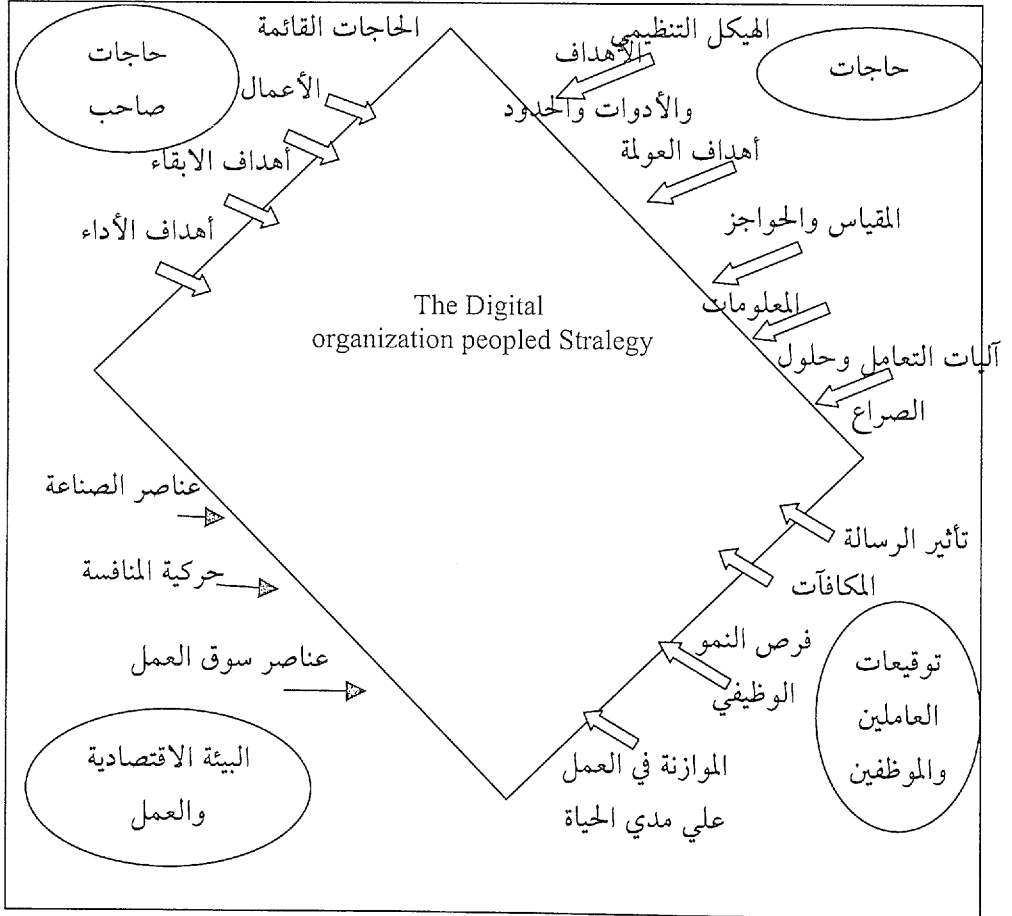 الحاجات القائمة
حاجات
صاحب
الأعمال
أهداف الابقاء
أهداف الأداء
الهيكل التنظيمي
الأهداف
والأدوات والحدود
حاجات
أهداف العولمة
المقياس والحواجز
المعلومات
آليات التعامل وحلول
الصراع
The Digital
organization peopled Stralegy
عناصر الصناعة
حركية المنافسة
عناصر سوق العمل
البيئة الاقتصادية
والعمل
تأثير الرسالة
المكافآت
فرص النمو
الوظيفي
الموازنة في العمل
علي مدي الحياة
توقيعات
العاملين
والموظفين